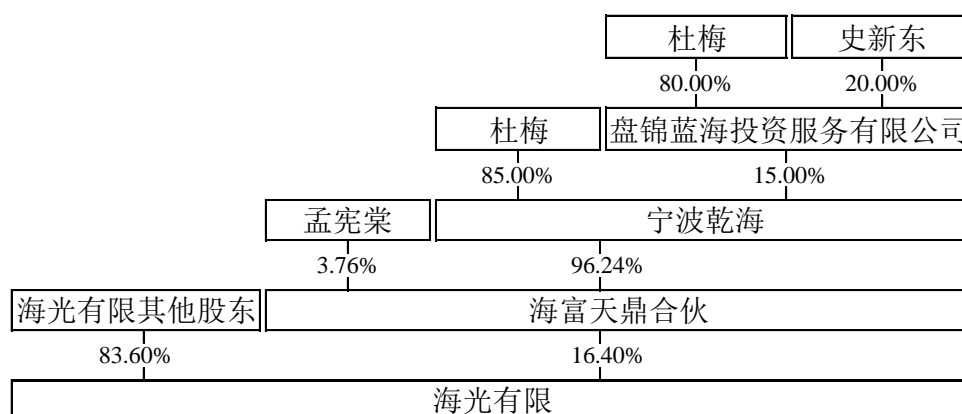 杜梅 史新东
80.00% 20.00%
杜梅 盘锦蓝海投资服务有限公司
85.00% 15.00%
孟宪棠 宁波乾海
3.76% 96.24%
海光有限其他股东 海富天鼎合伙
83.60% 16.40%
海光有限